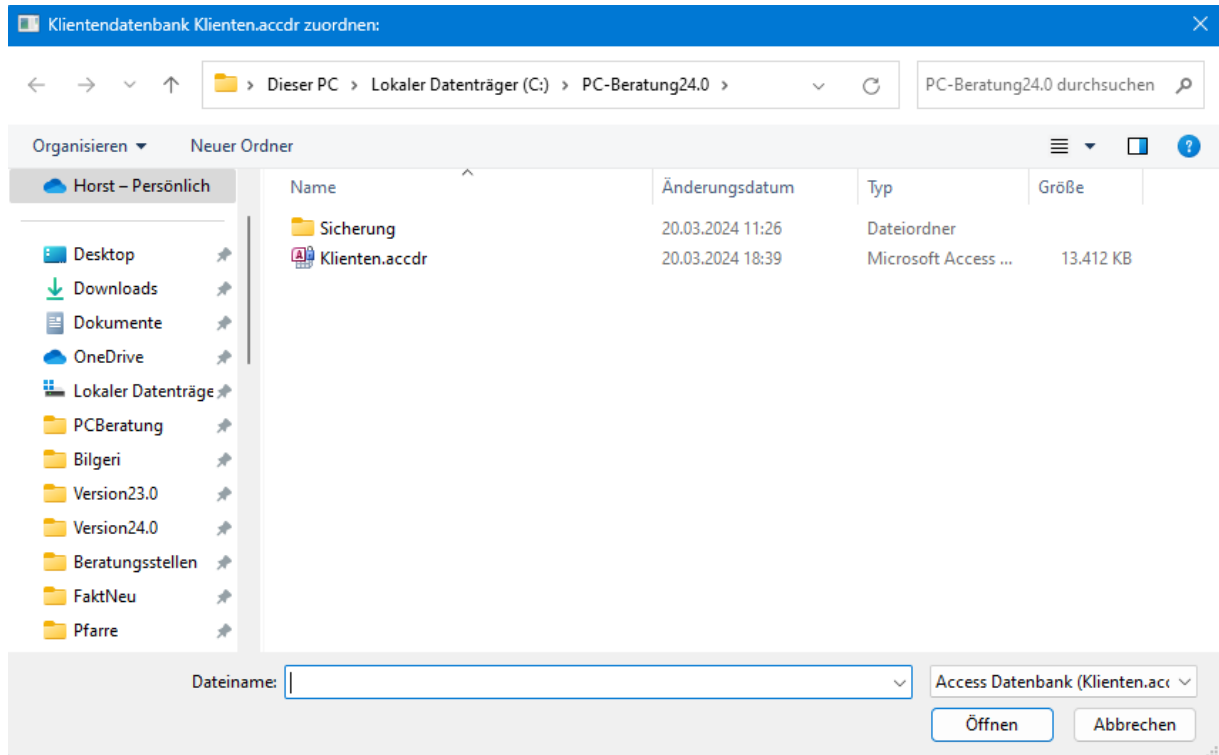 Klientendatenbank Klienten.accdr zuordnen:
Dieser PC > Lokaler Datenträger (C:) > PC-Beratung24.0 >
PC-Beratung24.0 durchsuchen
Organisieren
Neuer Ordner
Horst – Persönlich
Desktop
Downloads
Dokumente
OneDrive
Lokaler Datenträge
PCBeratung
Bilgeri
Version23.0
Version24.0
Beratungsstellen
FaktNeu
Pfarre
Name Änderungsdatum Typ Größe
Sicherung 20.03.2024 11:26 Dateiordner
Klienten.accdr 20.03.2024 18:39 Microsoft Access ... 13.412 KB
Dateiname:
Access Datenbank (Klienten.acc
Öffnen
Abbrechen